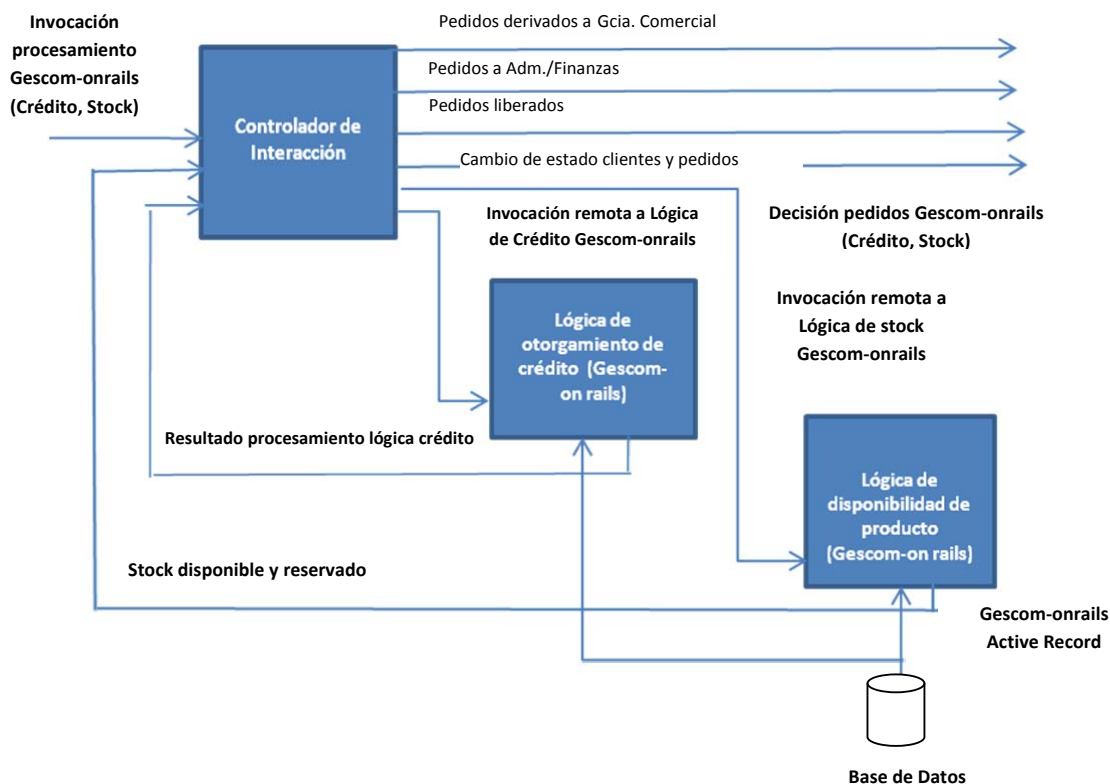 Invocación
procesamiento
Gescom-onrails
(Crédito, Stock)
Pedidos derivados a Gcia. Comercial
Pedidos a Adm./Finanzas
Pedidos liberados
Cambio de estado clientes y pedidos
Controlador de
Interacción
Invocación remota a Lógica
de Crédito Gescom-onrails
Decisión pedidos Gescom-onrails
(Crédito, Stock)
Invocación remota a
Lógica de stock
Gescom-onrails
Lógica de
otorgamiento de
crédito (Gescom-
on rails)
Resultado procesamiento lógica crédito
Lógica de
disponibilidad de
producto
(Gescom-on rails)
Stock disponible y reservado
Gescom-onrails
Active Record
Base de Datos